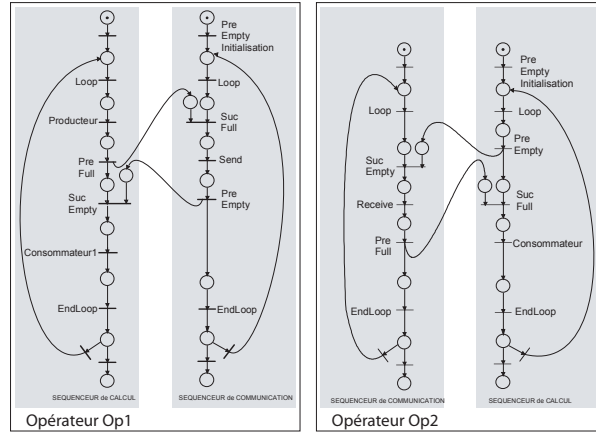 Loop
Producteur
Pre
Full
Suc
Empty
Consommateur1
EndLoop
SEQUENCEUR de CALCUL
Pre
Empty
Initialisation
Loop
Suc
Full
Send
Pre
Empty
EndLoop
SEQUENCEUR de COMMUNICATION
Opérateur Op1
Loop
Suc
Empty
Receive
Pre
Full
EndLoop
SEQUENCEUR de COMMUNICATION
Pre
Empty
Initialisation
Loop
Pre
Empty
Suc
Full
Consommateur
EndLoop
SEQUENCEUR de CALCUL
Opérateur Op2